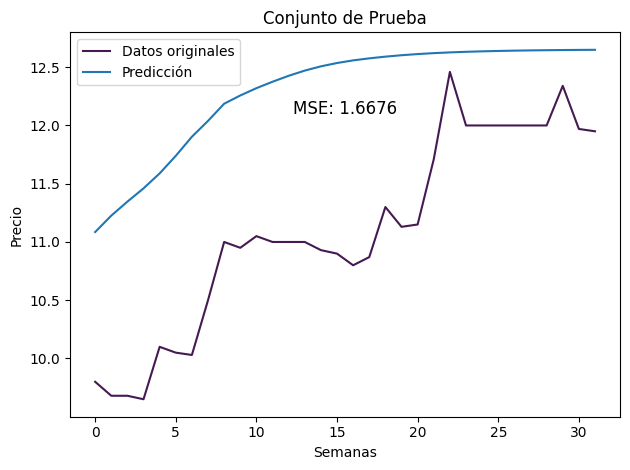 Conjunto de Prueba
Datos originales
Predicción
MSE: 1.6676
12.5
12.0
11.5
11.0
10.5
10.0
Precio
0 5 10 15 20 25 30
Semanas